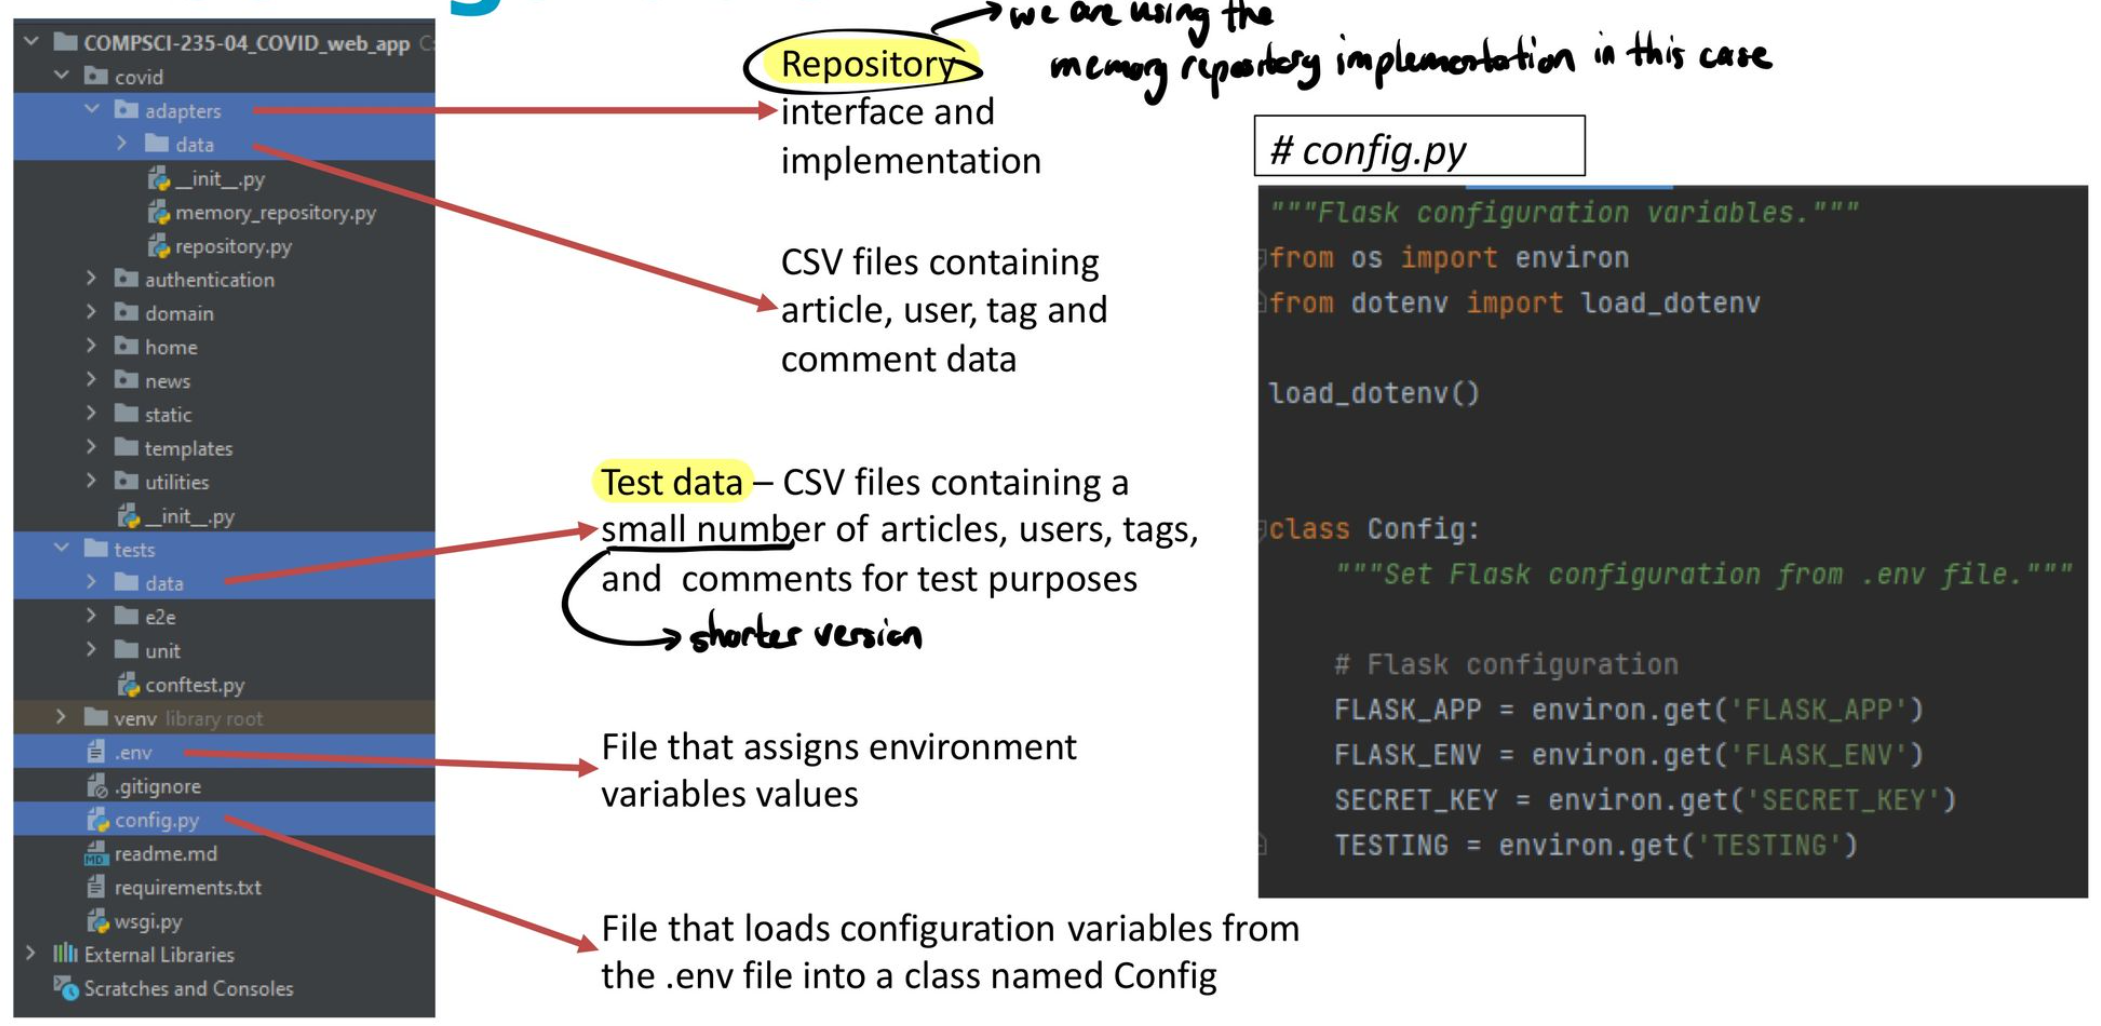 COMPSCI-235-04_COVID_web_app
covid
adapters
data
__init__.py
memory_repository.py
repository.py
authentication
domain
home
news
static
templates
utilities
__init__.py
tests
data
e2e
unit
conftest.py
venv library root
.env
.gitignore
config.py
readme.md
requirements.txt
wsgi.py
External Libraries
Scratches and Consoles
we are using the
memory repository implementation in this case
Repository
interface and
implementation
CSV files containing
article, user, tag and
comment data
Test data – CSV files containing a
small number of articles, users, tags,
and comments for test purposes
shorter version
File that assigns environment
variables values
File that loads configuration variables from
the .env file into a class named Config
# config.py
"""Flask configuration variables."""
from os import environ
from dotenv import load_dotenv
load_dotenv()
class Config:
"""Set Flask configuration from .env file."""
# Flask configuration
FLASK_APP = environ.get('FLASK_APP')
FLASK_ENV = environ.get('FLASK_ENV')
SECRET_KEY = environ.get('SECRET_KEY')
TESTING = environ.get('TESTING')